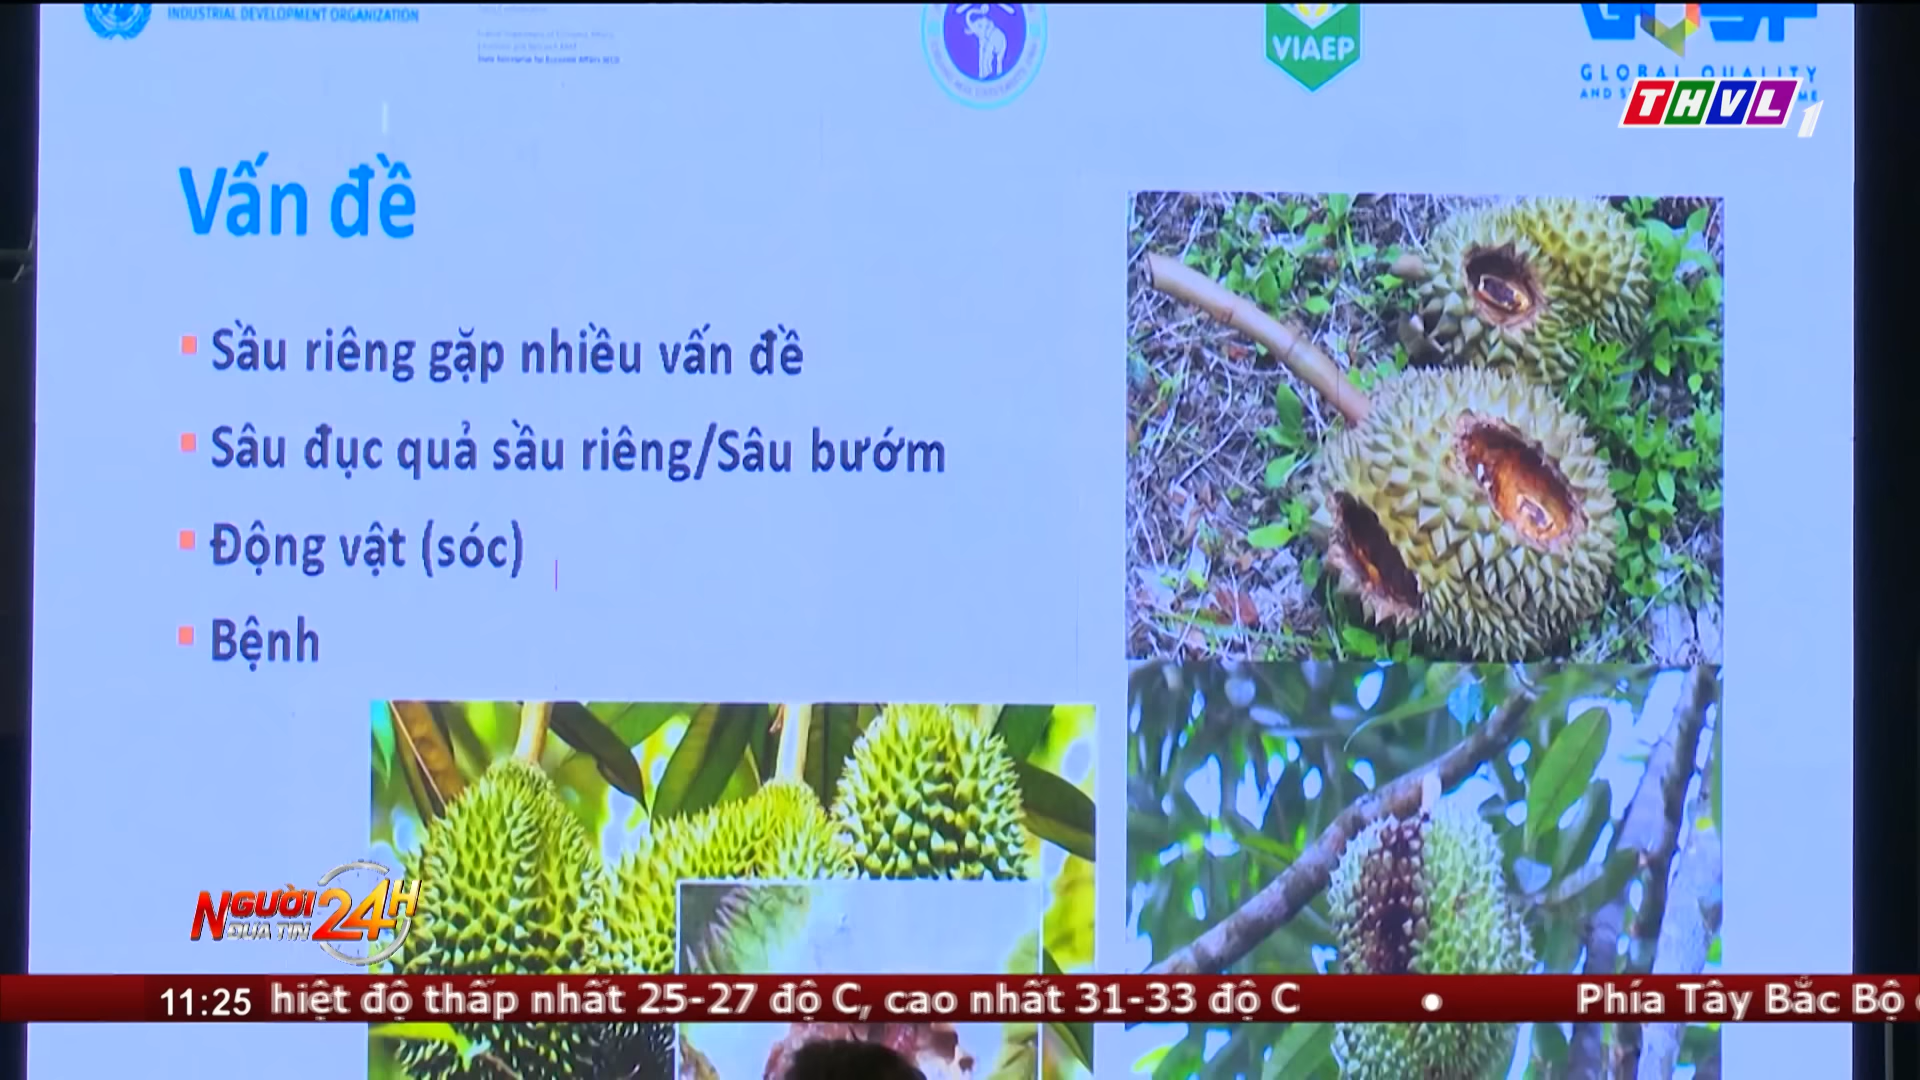 INDUSTRIAL DEVELOPMENT ORGANIZATION
VIAEP
GLOBAL QUALITY
AND
THVL1
Vấn đề
Sầu riêng gặp nhiều vấn đề
Sâu đục quả sầu riêng/Sâu bướm
Động vật (sóc)
Bệnh
NGƯỜI ĐƯA TIN 24H
11:25 hiệt độ thấp nhất 25-27 độ C, cao nhất 31-33 độ C • Phía Tây Bắc Bộ